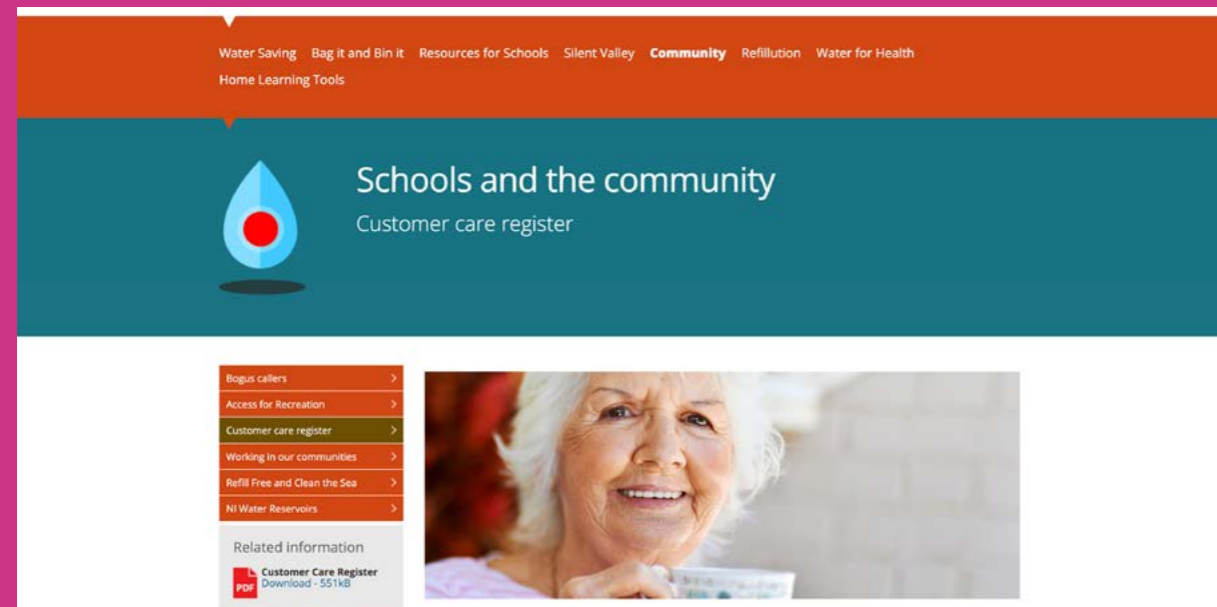 Water Saving Bag it and Bin it Resources for Schools Silent Valley Community Refillution Water for Health
Home Learning Tools
Schools and the community
Customer care register
Bogus callers
Access for Recreation
Customer care register
Working in our communities
Refill Free and Clean the Sea
NI Water Reservoirs
Related information
PDF
Customer Care Register
Download - 551kB